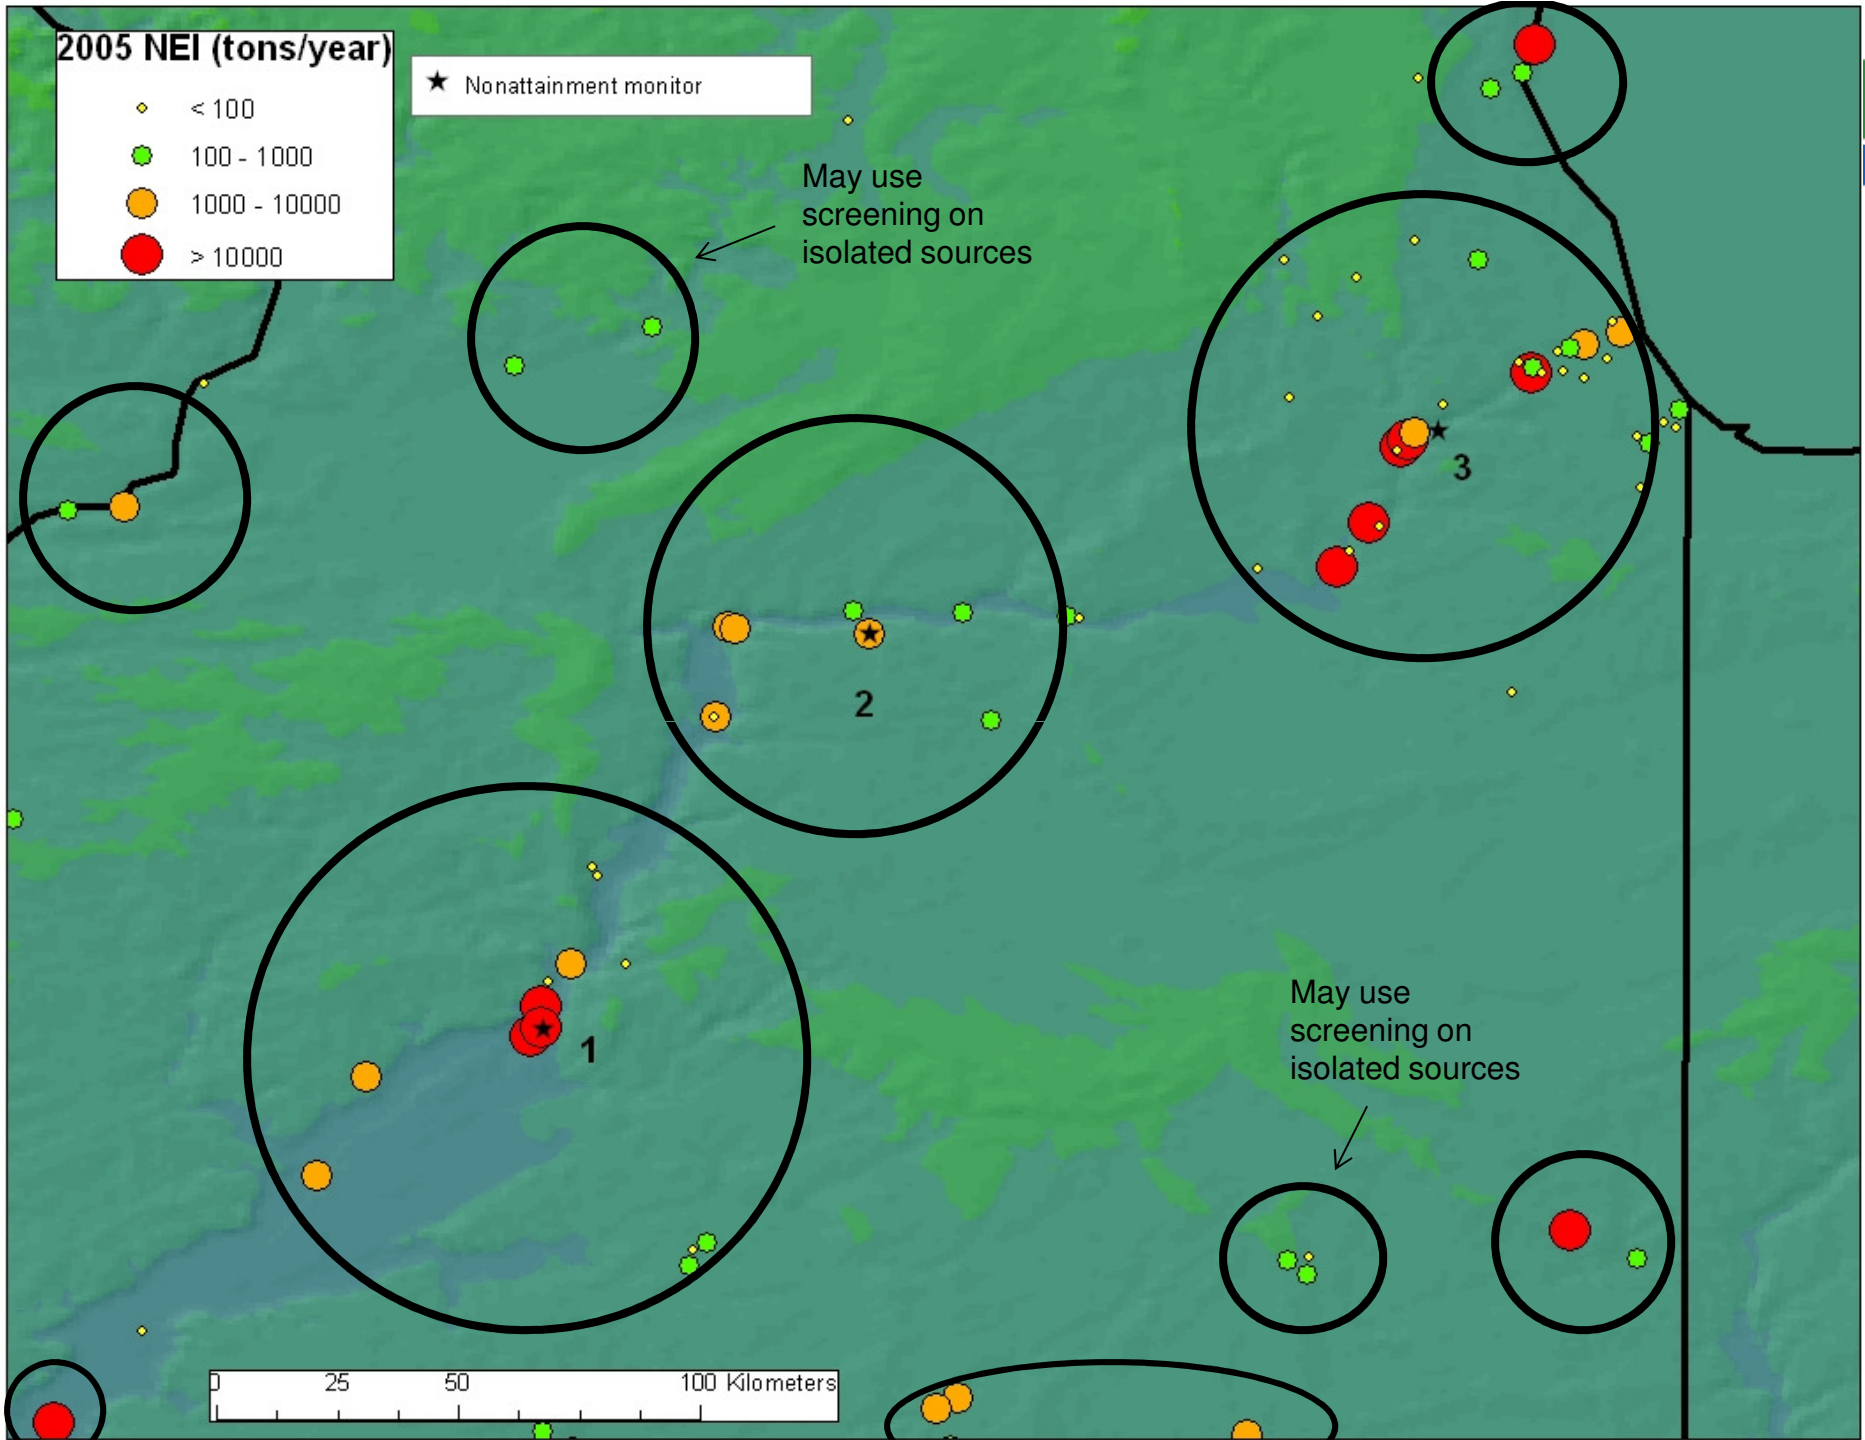 2005 NEI (tons/year)
< 100
100 - 1000
1000 - 10000
> 10000
Nonattainment monitor
May use
screening on
isolated sources
3
2
1
May use
screening on
isolated sources
0 25 50 100 Kilometers